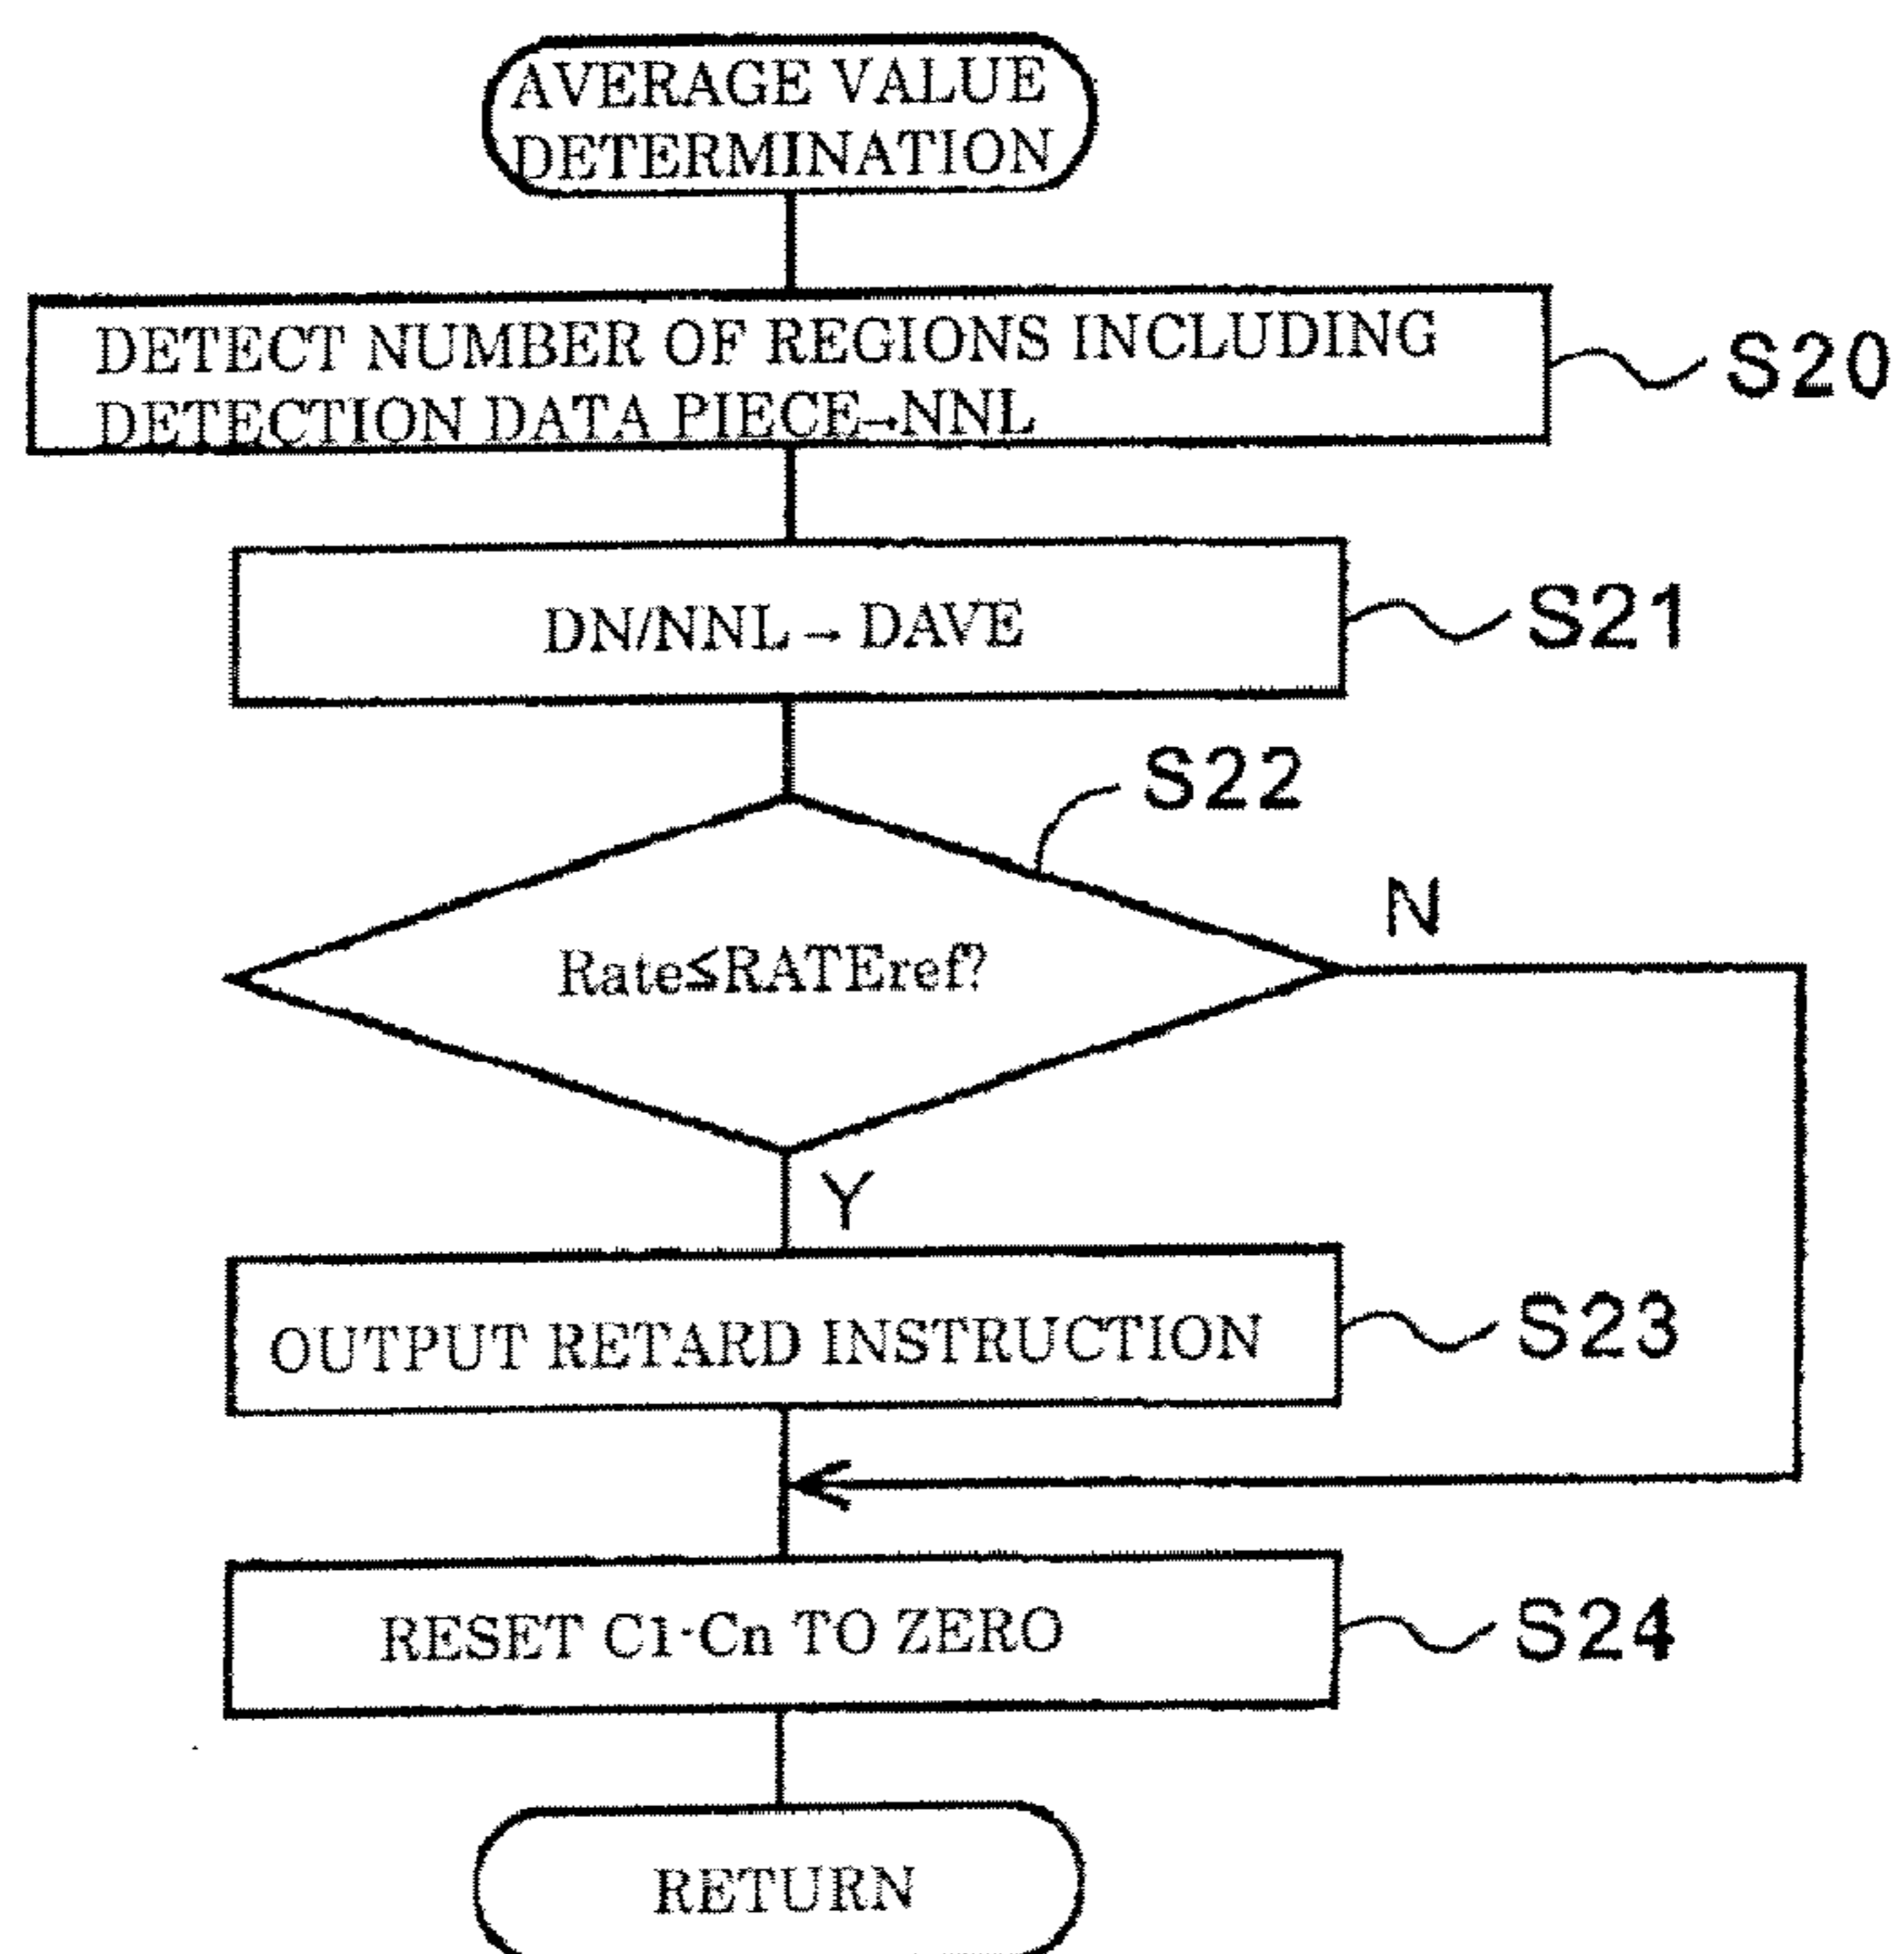 AVERAGE VALUE
DETERMINATION
DETECT NUMBER OF REGIONS INCLUDING
DETECTION DATA PIECE→NNL
S20
DN/NNL→DAVE
S21
S22
Rate≦RATEref?
N
Y
OUTPUT RETARD INSTRUCTION
S23
RESET C1-Cn TO ZERO
S24
RETURN